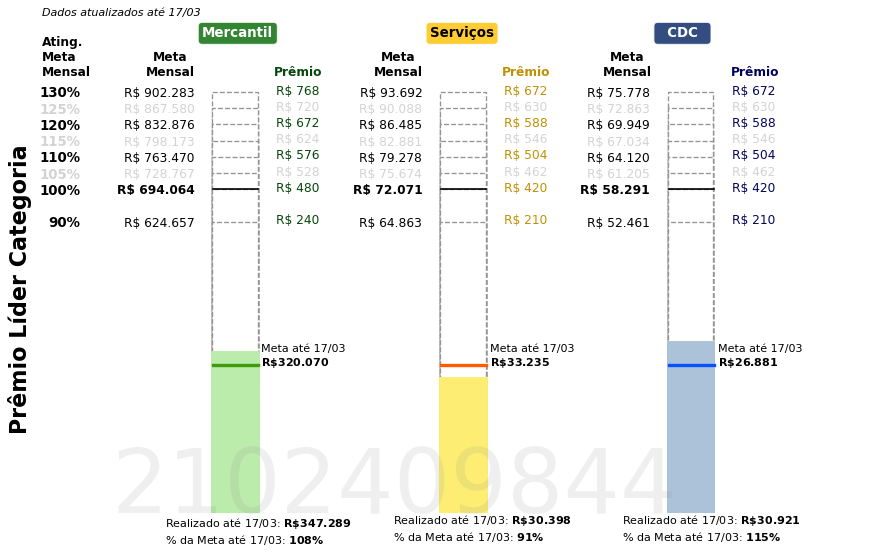 Dados atualizados até 17/03
Mercantil
Serviços
CDC
Ating.
Meta
Mensal
Meta
Mensal
Prêmio
Meta
Mensal
Prêmio
Meta
Mensal
Prêmio
130% R$ 902.283 R$ 768 R$ 93.692 R$ 672 R$ 75.778 R$ 672
125% R$ 867.580 R$ 720 R$ 90.088 R$ 630 R$ 72.863 R$ 630
120% R$ 832.876 R$ 672 R$ 86.485 R$ 588 R$ 69.949 R$ 588
115% R$ 798.173 R$ 624 R$ 82.881 R$ 546 R$ 67.034 R$ 546
110% R$ 763.470 R$ 576 R$ 79.278 R$ 504 R$ 64.120 R$ 504
105% R$ 728.767 R$ 528 R$ 75.674 R$ 462 R$ 61.205 R$ 462
100% R$ 694.064 R$ 480 R$ 72.071 R$ 420 R$ 58.291 R$ 420
90% R$ 624.657 R$ 240 R$ 64.863 R$ 210 R$ 52.461 R$ 210
Prêmio Líder Categoria
Meta até 17/03
R$320.070
Meta até 17/03
R$33.235
Meta até 17/03
R$26.881
2102409844
Realizado até 17/03: R$347.289
% da Meta até 17/03: 108%
Realizado até 17/03: R$30.398
% da Meta até 17/03: 91%
Realizado até 17/03: R$30.921
% da Meta até 17/03: 115%